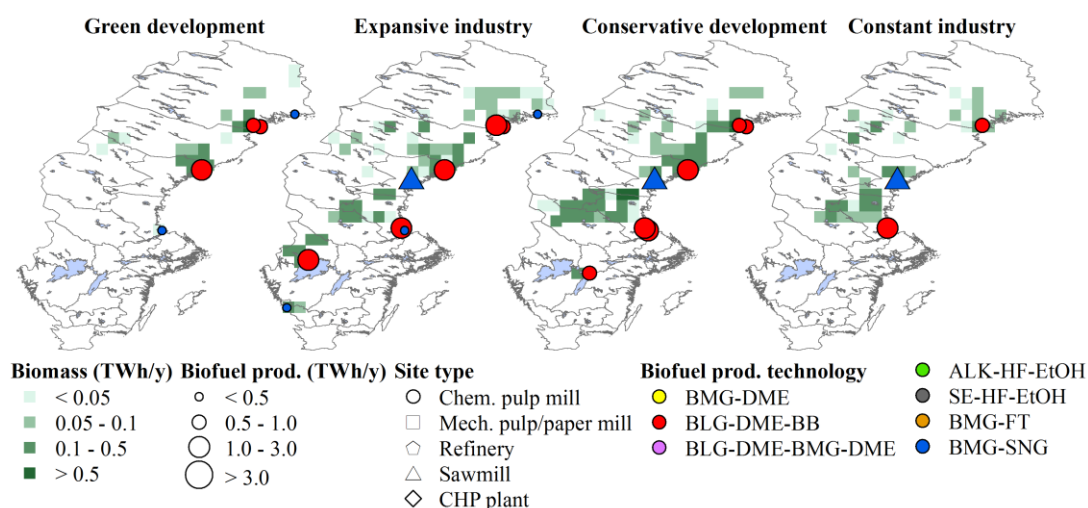 Green development Expansive industry Conservative development Constant industry
Biomass (TWh/y) Biofuel prod. (TWh/y) Site type Biofuel prod. technology
< 0.05 < 0.5 Chem. pulp mill BMG-DME ALK-HF-EtOH
0.05 - 0.1 0.5 - 1.0 Mech. pulp/paper mill BLG-DME-BB SE-HF-EtOH
0.1 - 0.5 1.0 - 3.0 Refinery BLG-DME-BMG-DME BMG-FT
> 0.5 > 3.0 Sawmill BMG-SNG
CHP plant